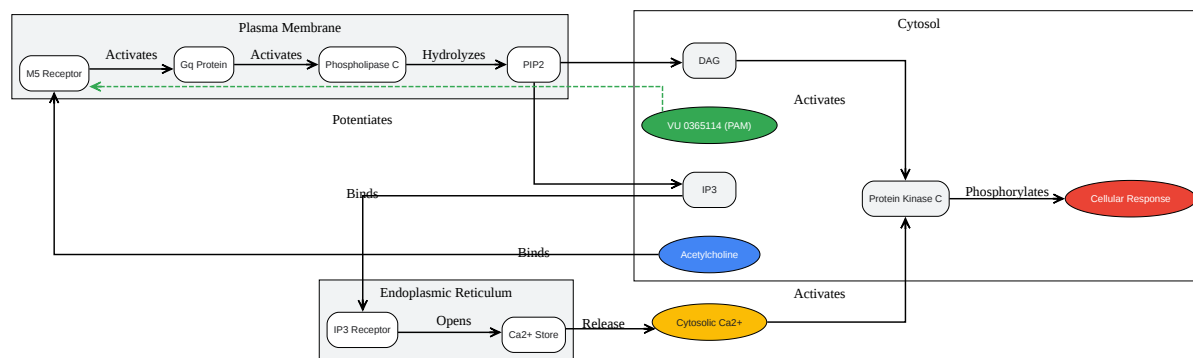 Plasma Membrane
Cytosol
Activates
Activates
Hydrolyzes
M5 Receptor
Gq Protein
Phospholipase C
PIP2
DAG
Activates
Potentiates
VU 0365114 (PAM)
Binds
IP3
Protein Kinase C
Phosphorylates
Cellular Response
Binds
Acetylcholine
Endoplasmic Reticulum
Activates
IP3 Receptor
Opens
Ca2+ Store
Release
Cytosolic Ca2+